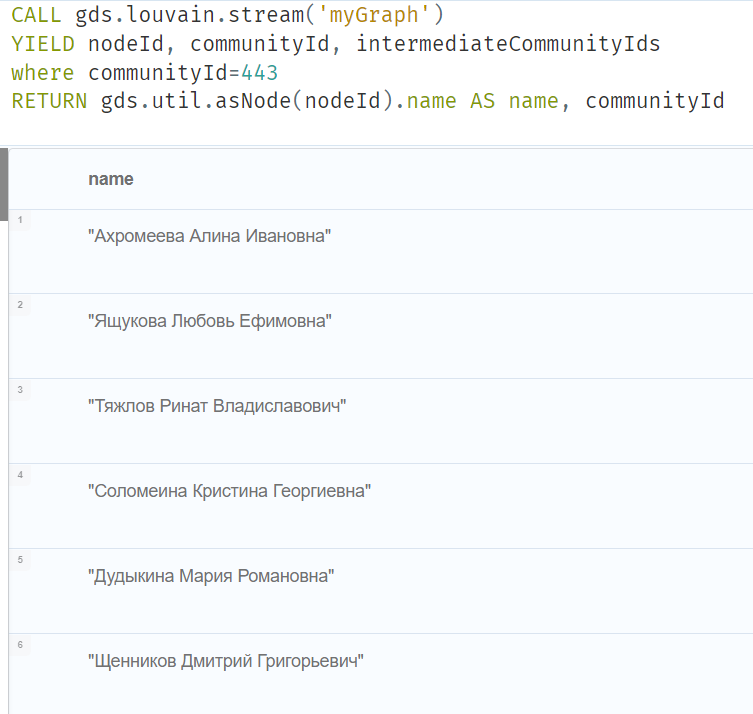 CALL gds.louvain.stream('myGraph')
YIELD nodeId, communityId, intermediateCommunityIds
where communityId=443
RETURN gds.util.asNode(nodeId).name AS name, communityId
name
1
"Ахромеева Алина Ивановна"
2
"Ящукова Любовь Ефимовна"
3
"Тяжлов Ринат Владиславович"
4
"Соломеина Кристина Георгиевна"
5
"Дудыкина Мария Романовна"
6
"Щенников Дмитрий Григорьевич"